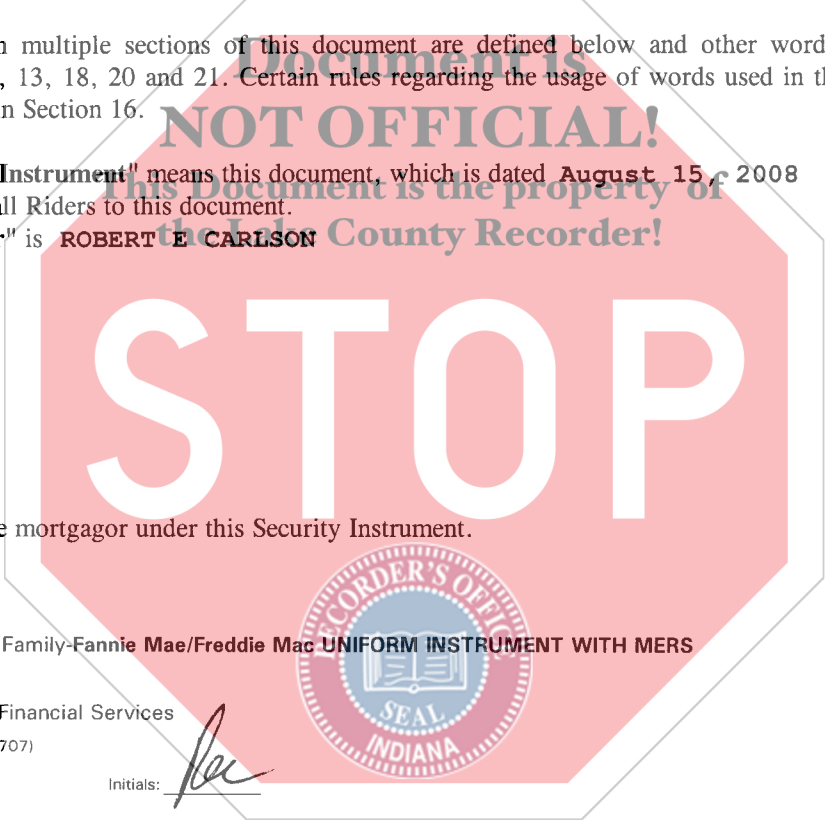 n multiple sections of this document are defined below and other word
, 13, 18, 20 and 21. Certain rules regarding the usage of words used in th
n Section 16.
Document is
NOT OFFICIAL!
This Document is the property of
the Lake County Recorder!
Instrument" means this document, which is dated August 15, 2008
ll Riders to this document.
r" is ROBERT E CARLSON
STOP
e mortgagor under this Security Instrument.
RECORDER'S OFFICE
SEAL
INDIANA
Family-Fannie Mae/Freddie Mac UNIFORM INSTRUMENT WITH MERS
Financial Services
707)
Initials: rec